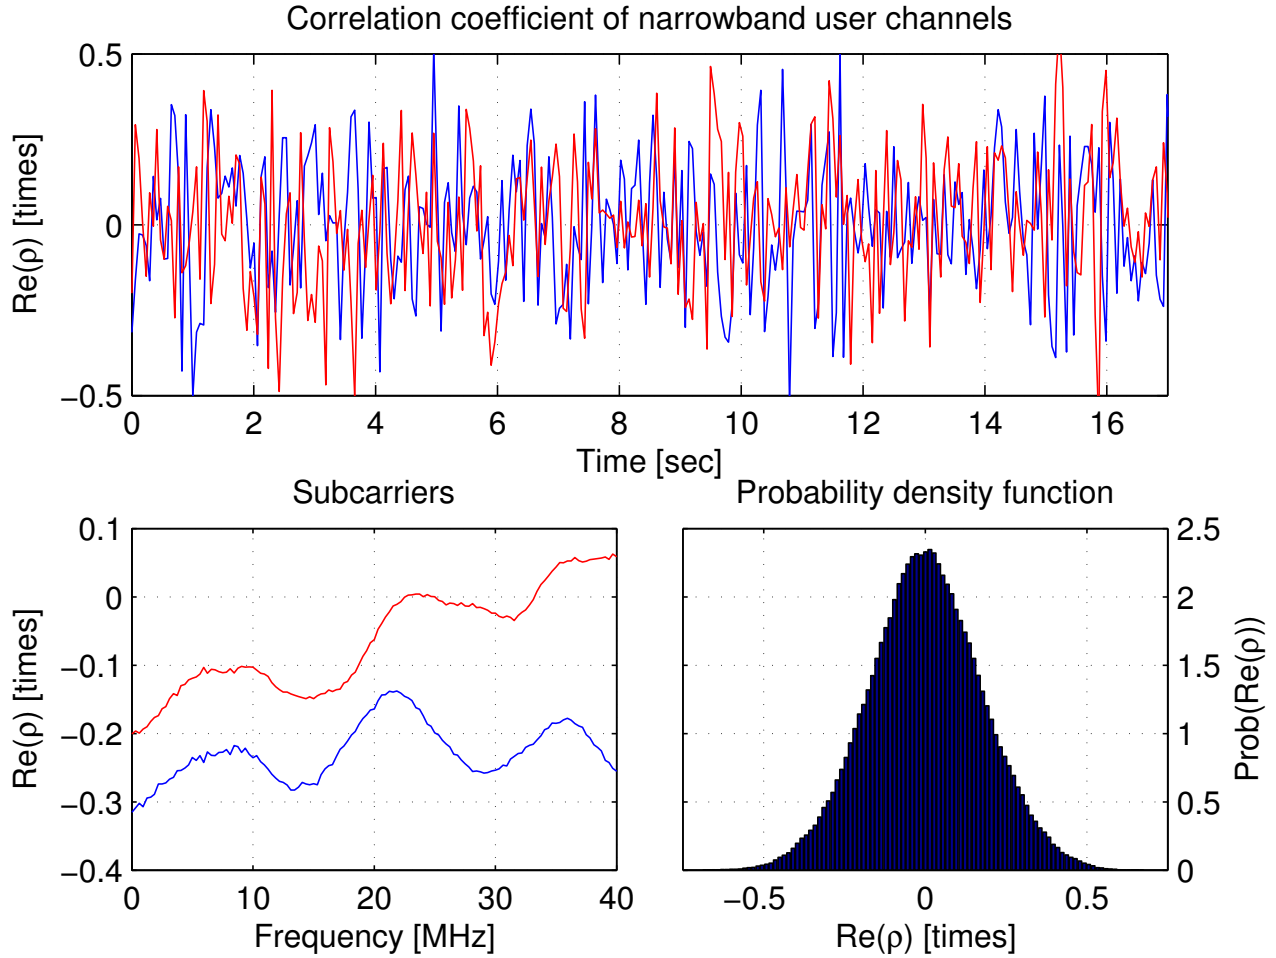 Correlation coefficient of narrowband user channels
0.5
0
−0.5
Re(ρ) [times]
0 2 4 6 8 10 12 14 16
Time [sec]
Subcarriers
0.1
0
−0.1
−0.2
−0.3
−0.4
Re(ρ) [times]
0 10 20 30 40
Frequency [MHz]
Probability density function
2.5
2
1.5
1
0.5
0
Prob(Re(ρ))
−0.5 0 0.5
Re(ρ) [times]